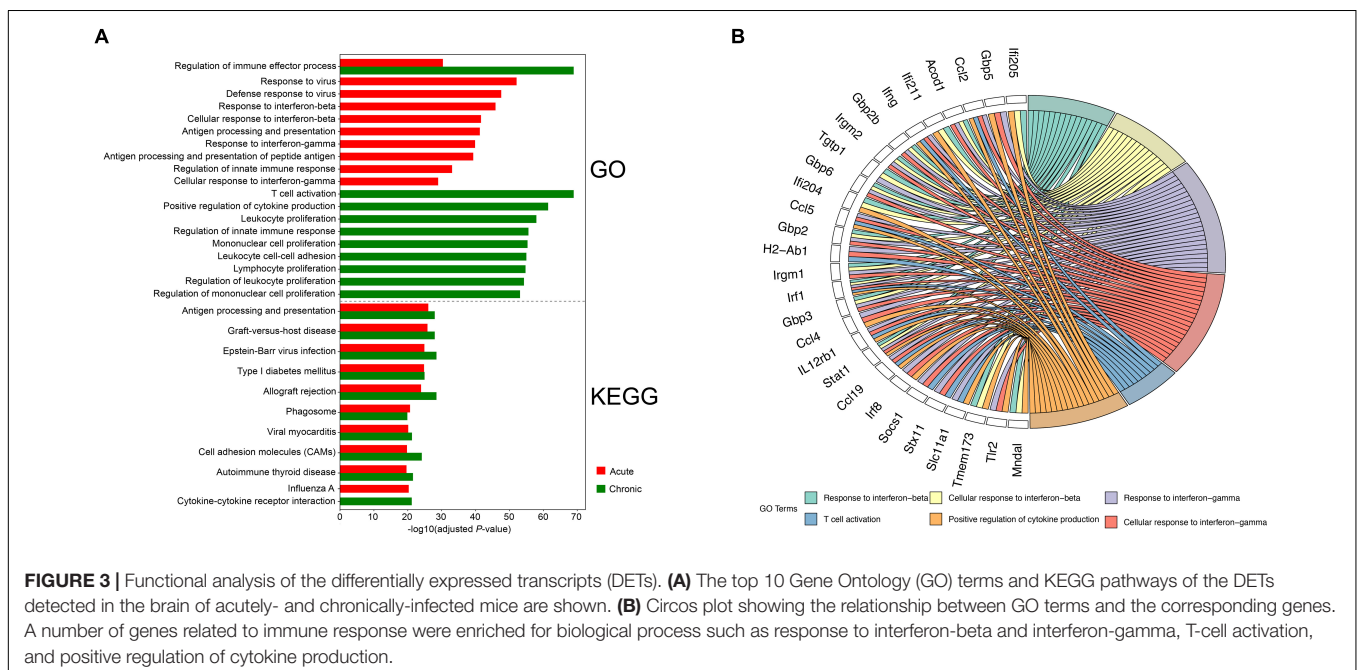 A
Regulation of immune effector process
Response to virus
Defense response to virus
Response to interferon-beta
Cellular response to interferon-beta
Antigen processing and presentation
Response to interferon-gamma
Antigen processing and presentation of peptide antigen
Regulation of innate immune response
Cellular response to interferon-gamma
T cell activation
Positive regulation of cytokine production
Leukocyte proliferation
Regulation of innate immune response
Mononuclear cell proliferation
Leukocyte cell-cell adhesion
Lymphocyte proliferation
Regulation of leukocyte proliferation
Regulation of mononuclear cell proliferation
Antigen processing and presentation
Graft-versus-host disease
Epstein-Barr virus infection
Type I diabetes mellitus
Allograft rejection
Phagosome
Viral myocarditis
Cell adhesion molecules (CAMs)
Autoimmune thyroid disease
Influenza A
Cytokine-cytokine receptor interaction
0 10 20 30 40 50 60 70
-log10(adjusted P-value)
GO
KEGG
Acute
Chronic
B
Ifi205
Gbp5
Ccl2
Acod1
Ifi211
Ifng
Gbp2b
Irgm2
Tgtp1
Gbp6
Ifi204
Ccl5
Gbp2
H2−Ab1
Irgm1
Irf1
Gbp3
Ccl4
IL12rb1
Stat1
Ccl19
Irf8
Socs1
Stx11
Slc11a1
Tmem173
Tlr2
Mndal
GO Terms
Response to interferon−beta Cellular response to interferon−beta Response to interferon−gamma
T cell activation Positive regulation of cytokine production Cellular response to interferon−gamma
FIGURE 3 | Functional analysis of the differentially expressed transcripts (DETs). (A) The top 10 Gene Ontology (GO) terms and KEGG pathways of the DETs
detected in the brain of acutely- and chronically-infected mice are shown. (B) Circos plot showing the relationship between GO terms and the corresponding genes.
A number of genes related to immune response were enriched for biological process such as response to interferon-beta and interferon-gamma, T-cell activation,
and positive regulation of cytokine production.